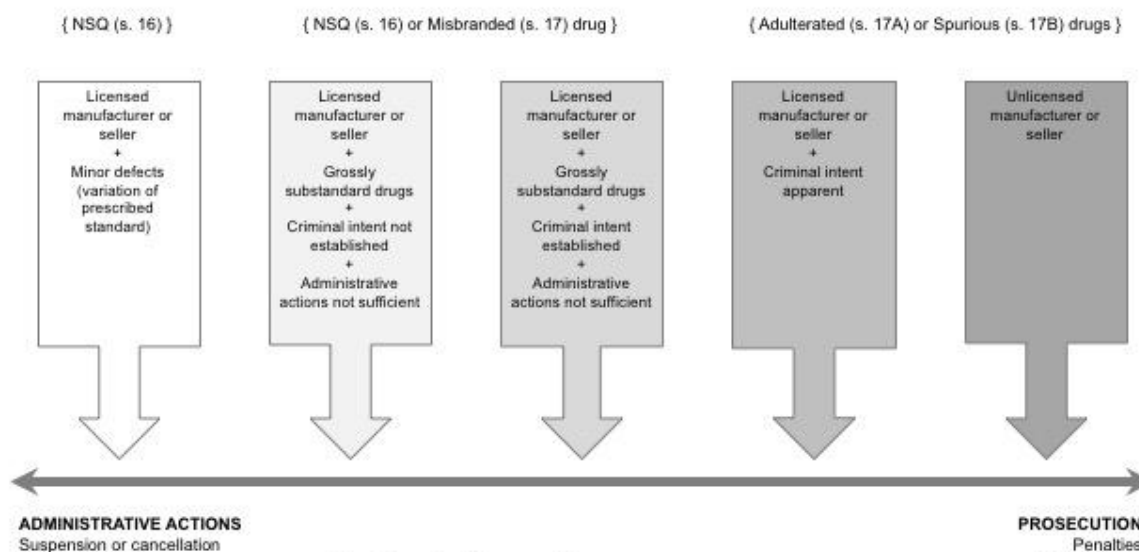 { NSQ (s. 16) }
{ NSQ (s. 16) or Misbranded (s. 17) drug }
{ Adulterated (s. 17A) or Spurious (s. 17B) drugs }
Licensed
manufacturer or
seller
+
Minor defects
(variation of
prescribed
standard)
Licensed
manufacturer or
seller
+
Grossly
substandard drugs
+
Criminal intent not
established
+
Administrative
actions not sufficient
Licensed
manufacturer or
seller
+
Grossly
substandard drugs
+
Criminal intent
established
+
Administrative
actions not sufficient
Licensed
manufacturer or
seller
+
Criminal intent
apparent
Unlicensed
manufacturer or
seller
ADMINISTRATIVE ACTIONS
Suspension or cancellation
PROSECUTION
Penalties